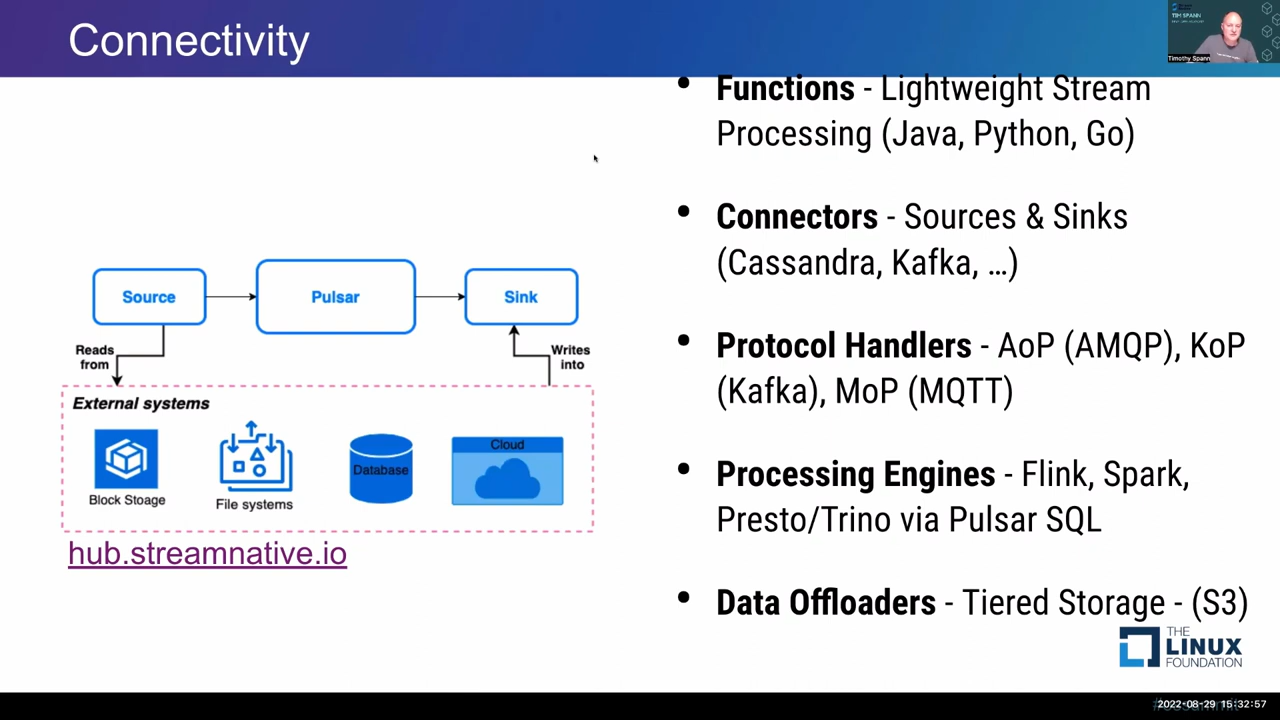 Connectivity
TIM SPANN
Timothy Spann
• Functions - Lightweight Stream
Processing (Java, Python, Go)
• Connectors - Sources & Sinks
(Cassandra, Kafka, …)
• Protocol Handlers - AoP (AMQP), KoP
(Kafka), MoP (MQTT)
• Processing Engines - Flink, Spark,
Presto/Trino via Pulsar SQL
• Data Offloaders - Tiered Storage - (S3)
Source
Pulsar
Sink
Reads
from
Writes
into
External systems
Block Stoage
File systems
Database
Cloud
hub.streamnative.io
THE
LINUX
FOUNDATION
2022-08-29 15:32:57